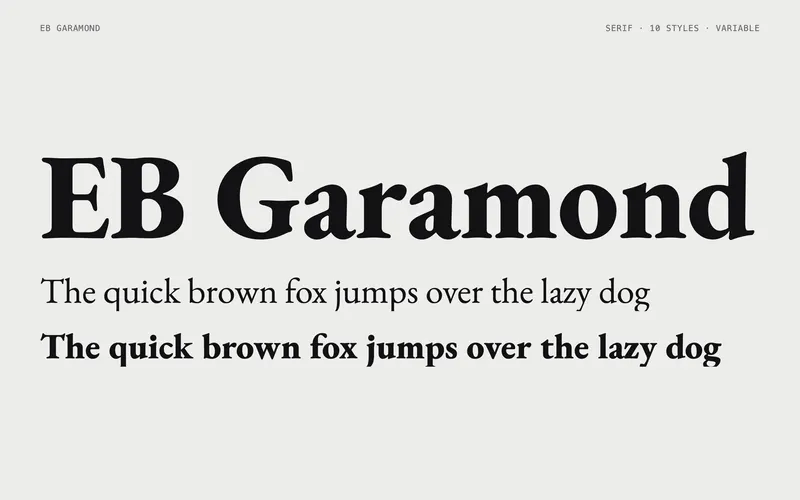 EB GARAMOND
SERIF · 10 STYLES · VARIABLE
EB Garamond
The quick brown fox jumps over the lazy dog
The quick brown fox jumps over the lazy dog